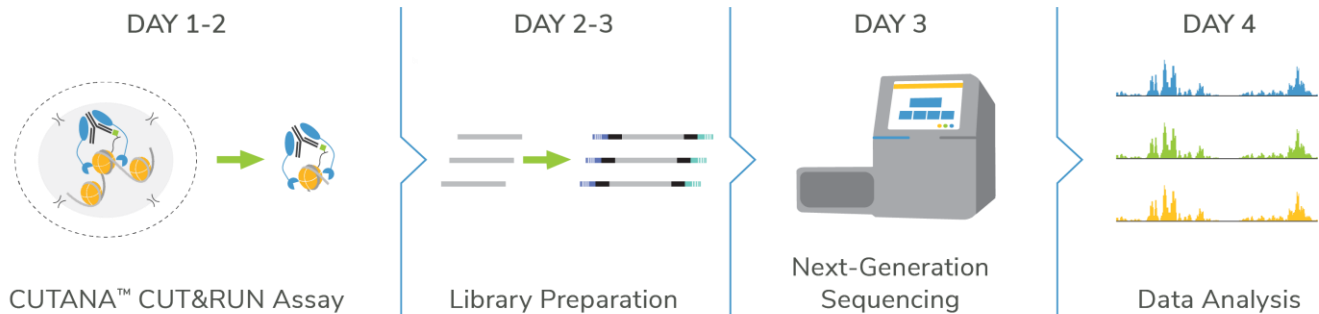 DAY 1-2
DAY 2-3
DAY 3
DAY 4
CUTANA™ CUT&RUN Assay
Library Preparation
Next-Generation
Sequencing
Data Analysis